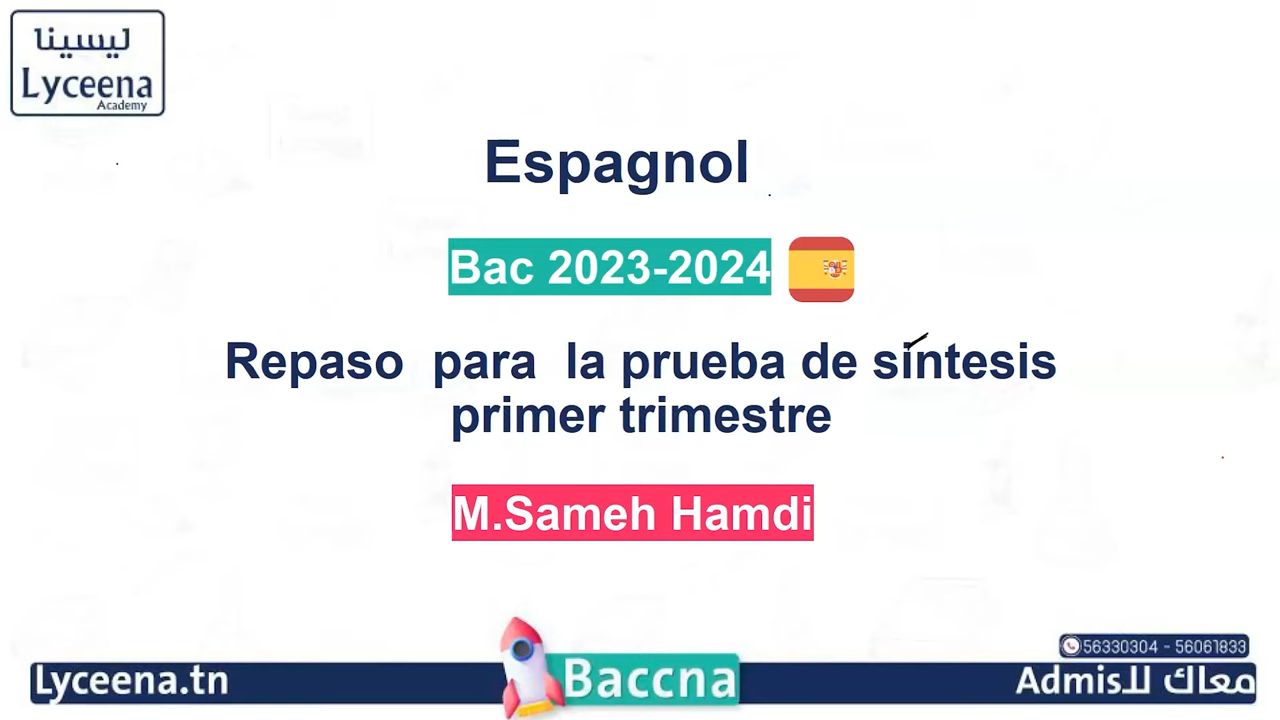 ليسينا
Lyceena
Academy
Espagnol
Bac 2023-2024
Repaso para la prueba de síntesis
primer trimestre
M.Sameh Hamdi
56330304 - 56061833
Lyceena.tn
Baccna
معاك للـAdmis